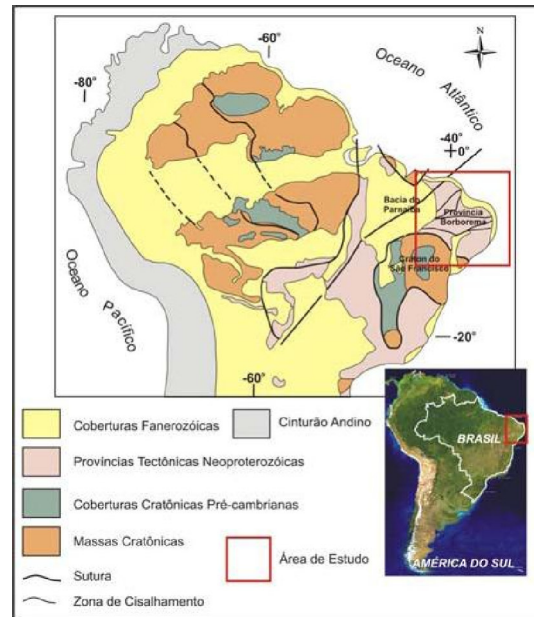 -60°
N
-80°
Oceano
Atlântico
-40°
0°
Bacia do
Parnaíba
Província
Borborema
Cráton do
São Francisco
Oceano
Pacífico
-20°
-60°
Coberturas Fanerozóicas
Cinturão Andino
Províncias Tectônicas Neoproterozóicas
Coberturas Cratônicas Pré-cambrianas
Massas Cratônicas
Área de Estudo
Sutura
Zona de Cisalhamento
BRASIL
AMÉRICA DO SUL